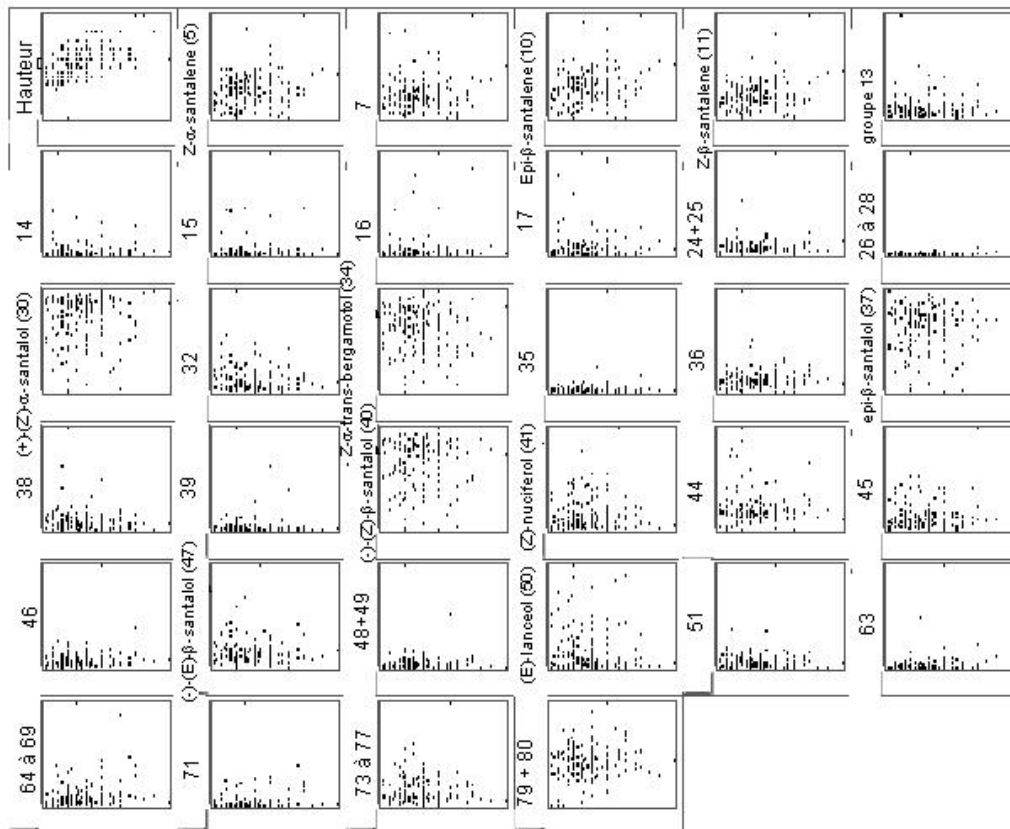 Hauteur
Z-α-santalene (5)
7
Epi-β-santalene (10)
Z-β-santalene (11)
groupe 13
14
15
16
17
24+25
26 à 28
(+)-(Z)-α-santalol (30)
32
- Z-α-trans-bergamotol (34)
35
36
epi-β-santalol (37)
38
39
(-)-(Z)-β-santalol (40)
(Z)-nuciferol (41)
44
45
46
(-)-(E)-β-santalol (47)
48+49
(E)-lanceol (50)
51
63
64 à 69
71
73 à 77
79 + 80